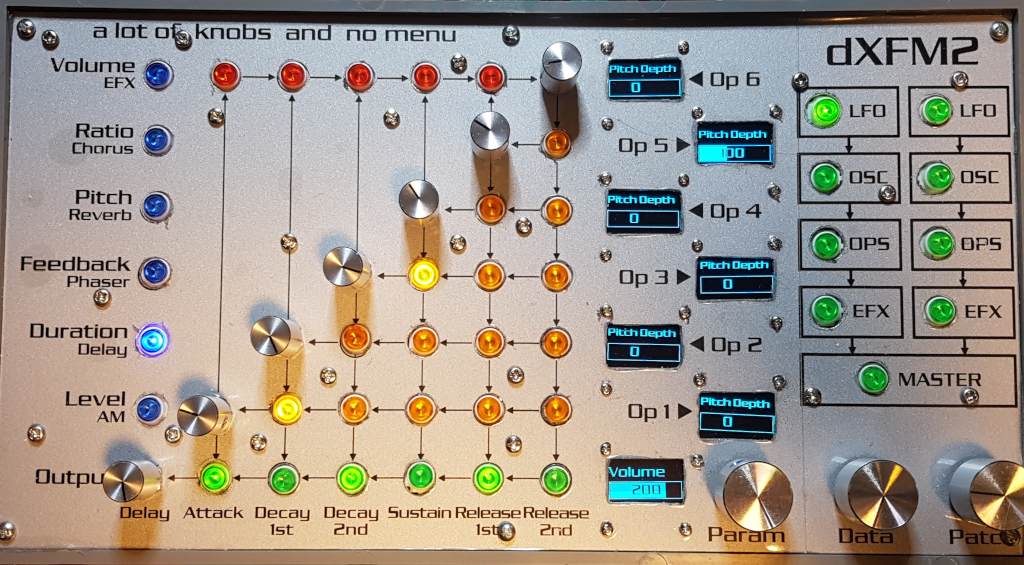 a lot of knobs and no menu
dXFM2
Volume
EFX
Pitch Depth
0
Op 6
LFO
LFO
Ratio
Chorus
Op 5
Pitch Depth
100
OSC
OSC
Pitch
Reverb
Pitch Depth
0
Op 4
OPS
OPS
Feedback
Phaser
Op 3
Pitch Depth
0
EFX
EFX
Duration
Delay
Pitch Depth
0
Op 2
MASTER
Level
AM
Op 1
Pitch Depth
0
Outpu
Volume
200
Delay
Attack
Decay
1st
Decay
2nd
Sustain
Release
1st
Release
2nd
Param
Data
Patc